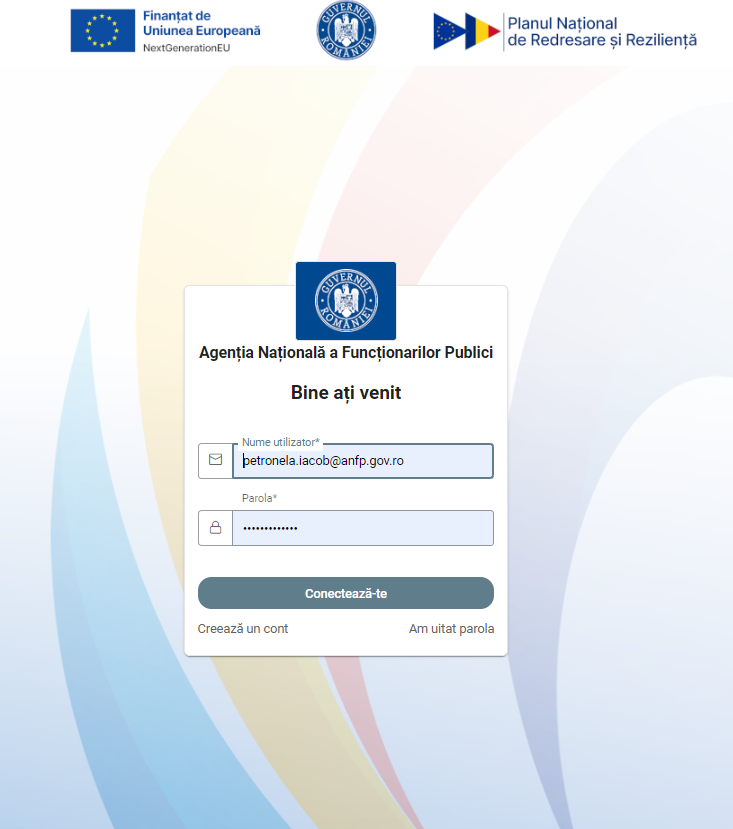 Finanțat de
Uniunea Europeană
NextGenerationEU
GUVERNUL ROMÂNIEI
Planul Național
de Redresare și Reziliență
GUVERNUL ROMÂNIEI
Agenția Națională a Funcționarilor Publici
Bine ați venit
Nume utilizator*
petronela.iacob@anfp.gov.ro
Parola*
•••••••••••••
Conectează-te
Creează un cont
Am uitat parola